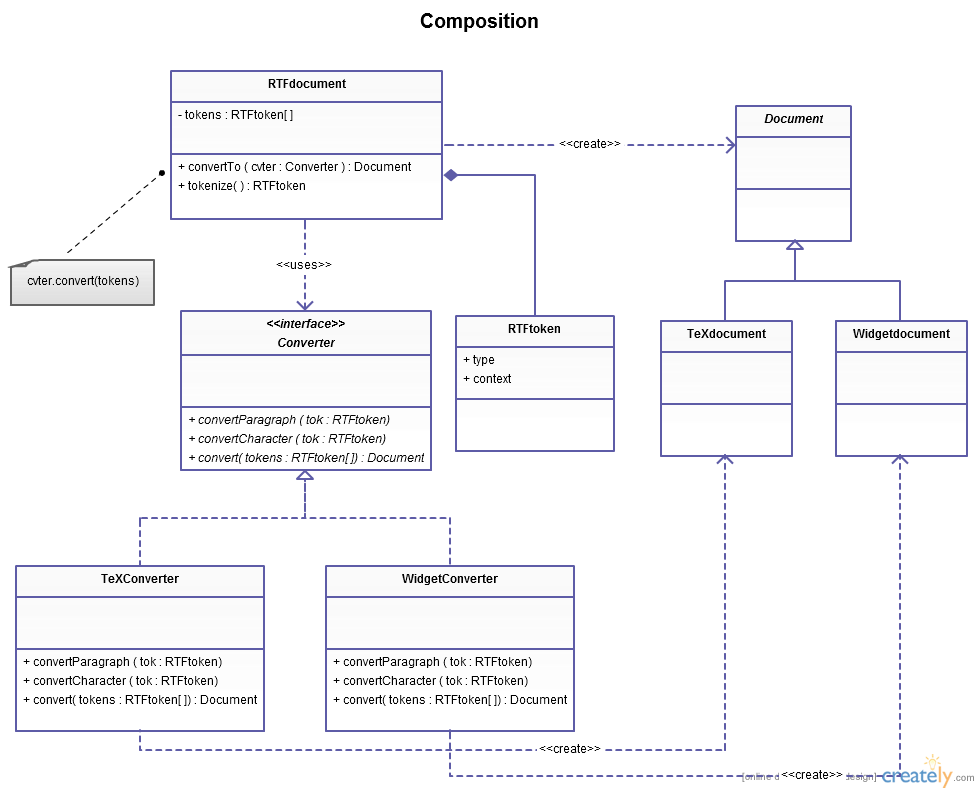 Composition
RTFdocument
- tokens : RTFtoken[ ]
+ convertTo ( cvter : Converter ) : Document
+ tokenize( ) : RTFtoken
<<create>>
Document
cvter.convert(tokens)
<<uses>>
<<interface>>
Converter
+ convertParagraph ( tok : RTFtoken)
+ convertCharacter ( tok : RTFtoken)
+ convert( tokens : RTFtoken[ ]) : Document
RTFtoken
+ type
+ context
TeXdocument
Widgetdocument
TeXConverter
+ convertParagraph ( tok : RTFtoken)
+ convertCharacter ( tok : RTFtoken)
+ convert( tokens : RTFtoken[ ]) : Document
WidgetConverter
+ convertParagraph ( tok : RTFtoken)
+ convertCharacter ( tok : RTFtoken)
+ convert( tokens : RTFtoken[ ]) : Document
<<create>>
<<create>>
[online d
design]
creately.com